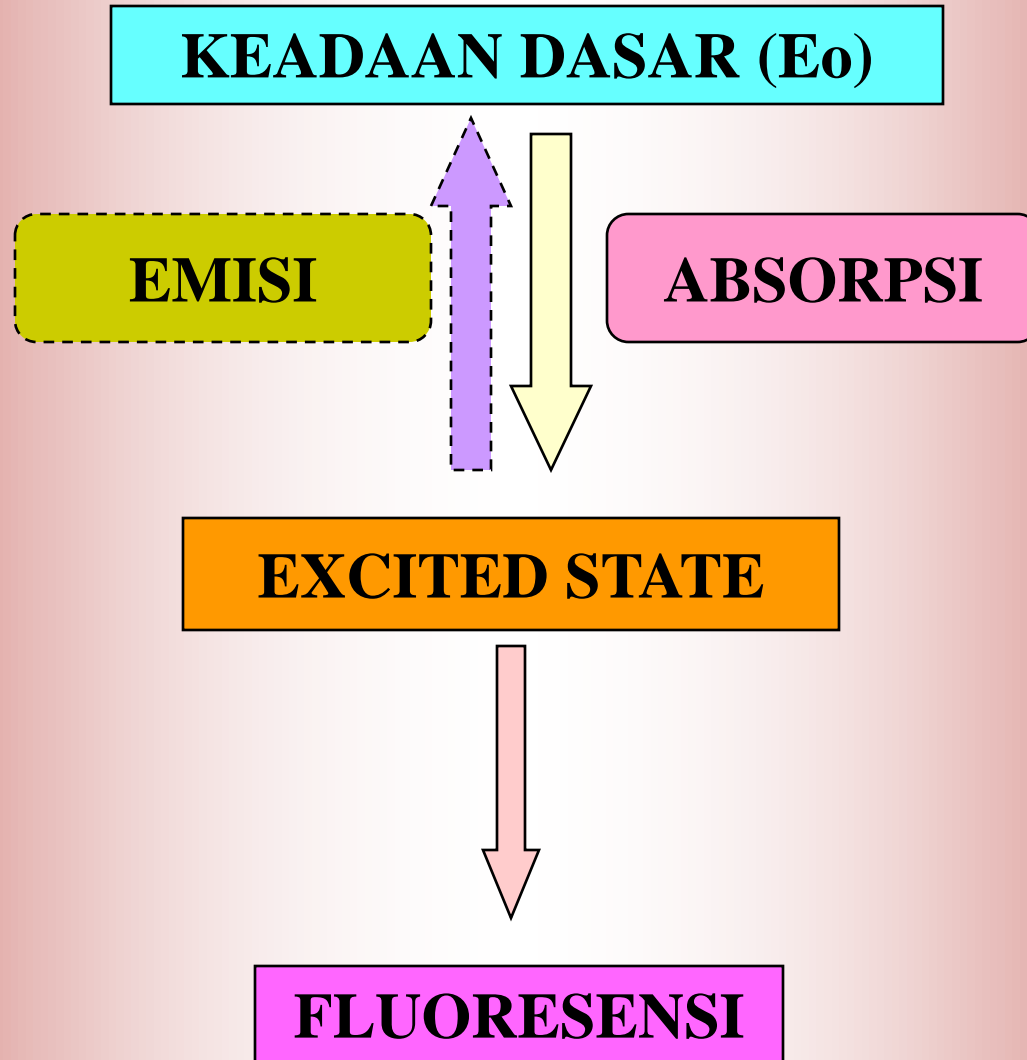 KEADAAN DASAR (Eo)
EMISI
ABSORPSI
EXCITED STATE
FLUORESENSI